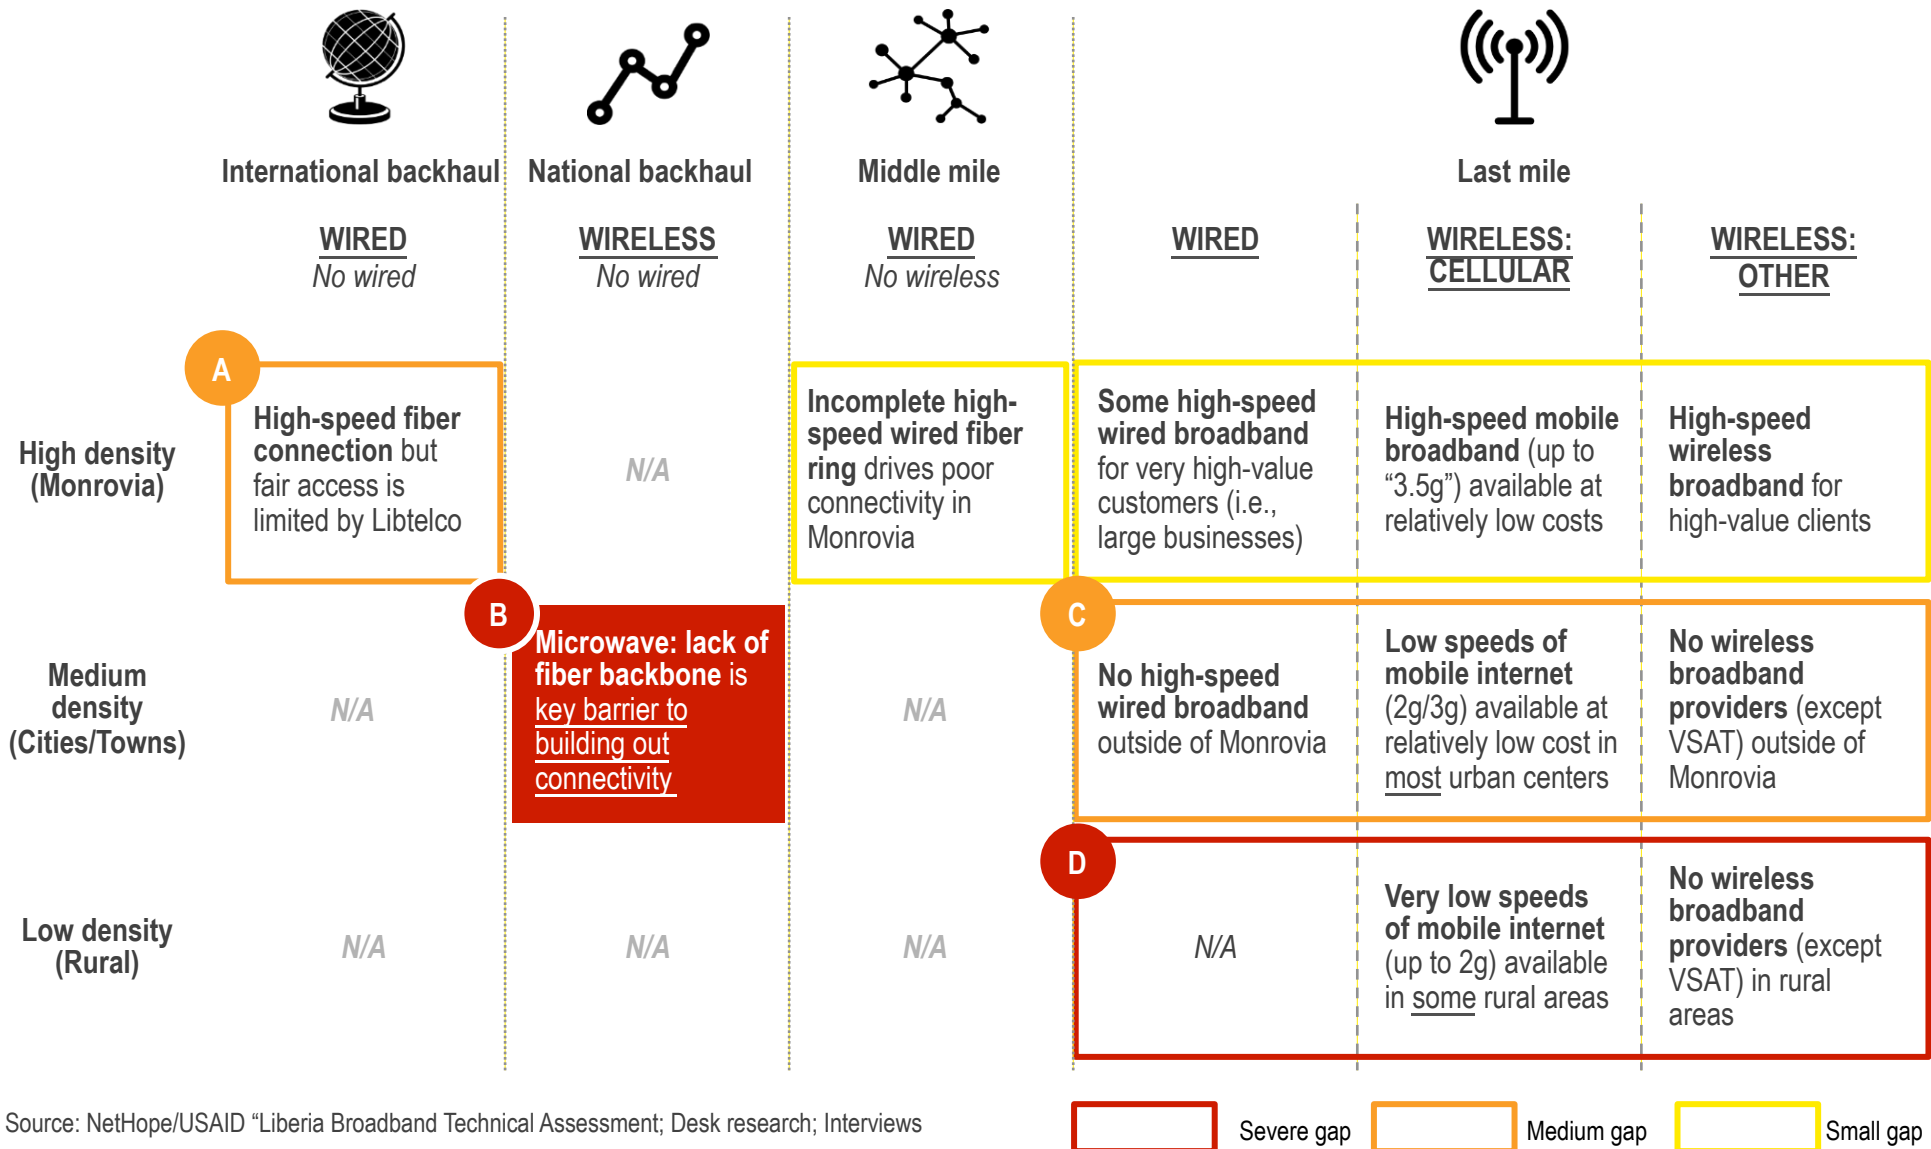 International backhaul
National backhaul
Middle mile
Last mile
WIRED
No wired
WIRELESS
No wired
WIRED
No wireless
WIRED
WIRELESS:
CELLULAR
WIRELESS:
OTHER
High density
(Monrovia)
A
High-speed fiber
connection but
fair access is
limited by Libtelco
N/A
Incomplete high-
speed wired fiber
ring drives poor
connectivity in
Monrovia
Some high-speed
wired broadband
for very high-value
customers (i.e.,
large businesses)
High-speed mobile
broadband (up to
“3.5g”) available at
relatively low costs
High-speed
wireless
broadband for
high-value clients
Medium
density
(Cities/Towns)
N/A
B
Microwave: lack of
fiber backbone is
key barrier to
building out
connectivity
N/A
C
No high-speed
wired broadband
outside of Monrovia
Low speeds of
mobile internet
(2g/3g) available at
relatively low cost in
most urban centers
No wireless
broadband
providers (except
VSAT) outside of
Monrovia
Low density
(Rural)
N/A
N/A
N/A
D
N/A
Very low speeds
of mobile internet
(up to 2g) available
in some rural areas
No wireless
broadband
providers (except
VSAT) in rural
areas
Source: NetHope/USAID “Liberia Broadband Technical Assessment; Desk research; Interviews
Severe gap
Medium gap
Small gap